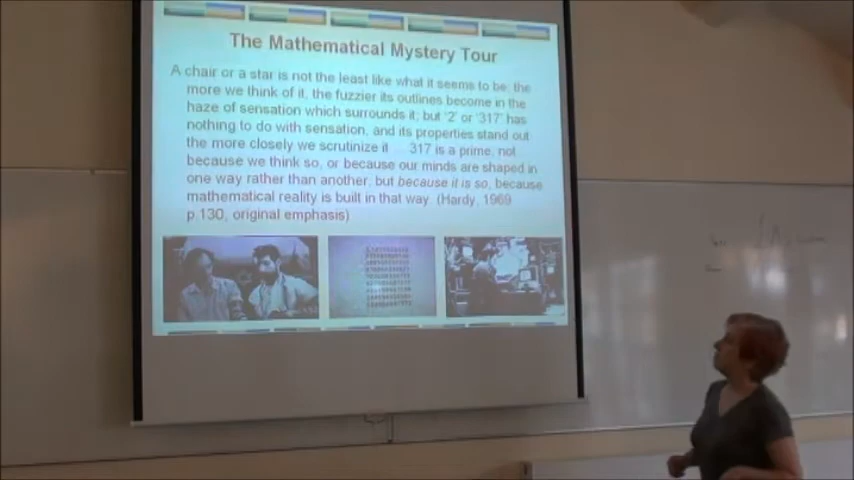 The Mathematical Mystery Tour
A chair or a star is not the least like what it seems to be; the
more we think of it, the fuzzier its outlines become in the
haze of sensation which surrounds it; but '2' or '317' has
nothing to do with sensation, and its properties stand out
the more closely we scrutinize it ... 317 is a prime, not
because we think so, or because our minds are shaped in
one way rather than another, but because it is so, because
mathematical reality is built in that way. (Hardy, 1969
p.130, original emphasis)